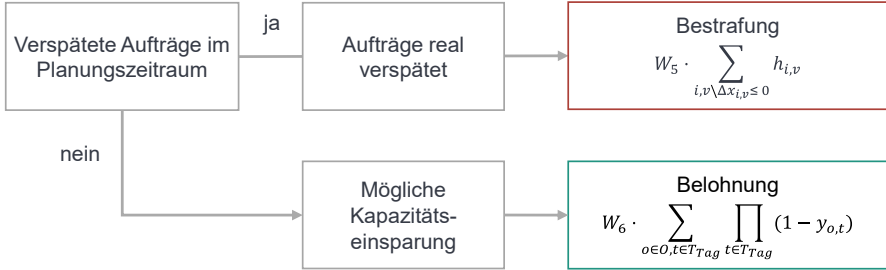 Verspätete Aufträge im
Planungszeitraum
ja
Aufträge real
verspätet
Bestrafung
W₅ · ∑ h_{i,v}
i,v\Δx_{i,v}≤ 0
nein
Mögliche
Kapazitäts-
einsparung
Belohnung
W₆ · ∑ ∏ (1 − y_{o,t})
o∈O,t∈T_{Tag} t∈T_{Tag}